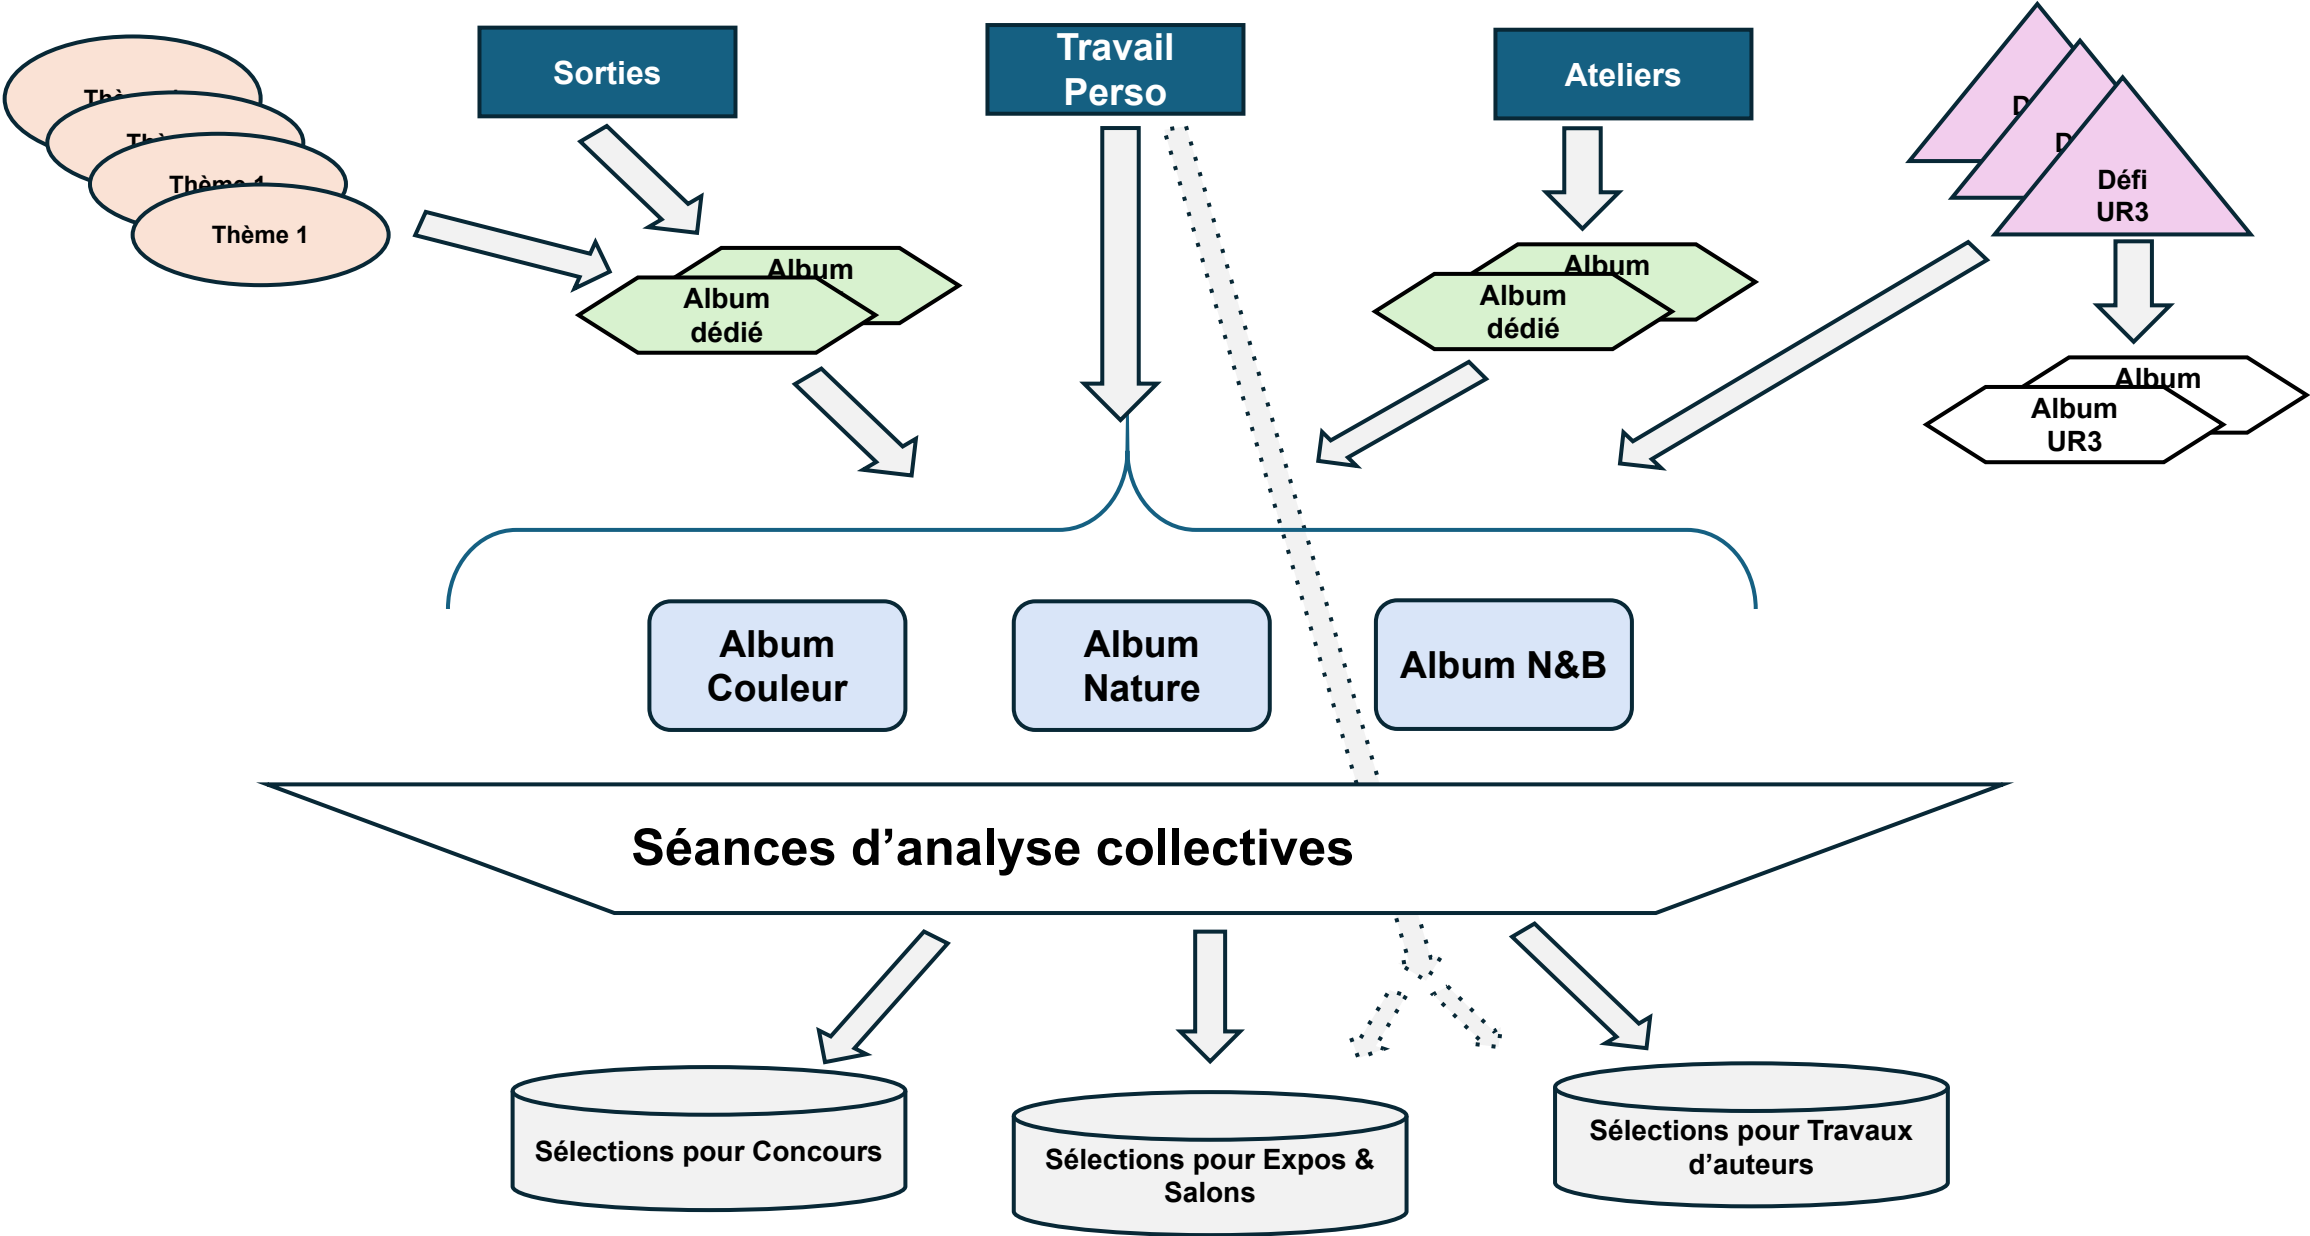 Sorties
Travail
Perso
Ateliers
Thème 1
Thème 1
Défi
UR3
Album
Album
dédié
Album
Album
dédié
Album
Album
UR3
Album
Couleur
Album
Nature
Album N&B
Séances d’analyse collectives
Sélections pour Concours
Sélections pour Expos &
Salons
Sélections pour Travaux
d’auteurs